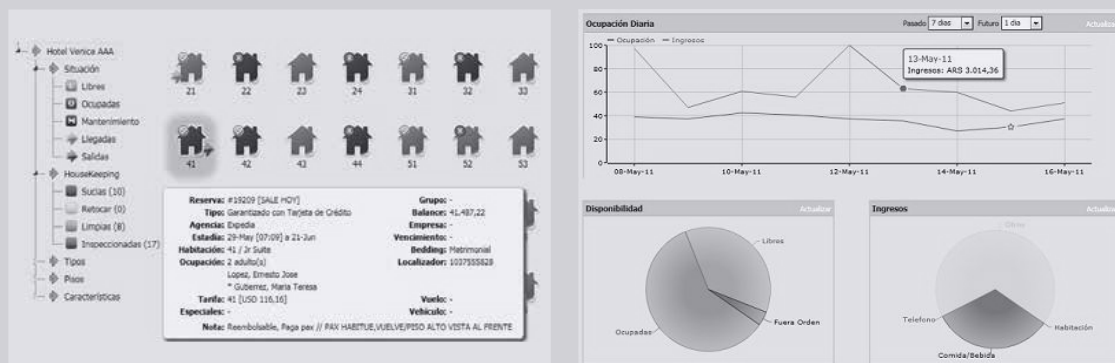 Hotel Venice AAA
Situación
Libres
Ocupadas
Mantenimiento
Llegadas
Salidas
HouseKeeping
Sucias (10)
Retocar (0)
Limpias (8)
Inspeccionadas (17)
Tipos
Pisos
Características
21 22 23 24 31 32 33
41 42 43 44 51 52 53
Reserva: #19209 [SALE HOY] Grupo: -
Tipo: Garantizado con Tarjeta de Crédito Balance: 41.487,22
Agencia: Expedia Empresa: -
Estadía: 29-May [07:09] a 21-Jun Vencimiento: -
Habitación: 41 / Jr Suite Bedding: Matrimonial
Ocupación: 2 adulto(s) Localizador: 1037555829
Lopez, Ernesto Jose
* Gutierrez, Maria Teresa
Tarifa: 41 [USD 116,16] Vuelo: -
Especiales: - Vehículo: -
Nota: Reembolsable, Paga pax // PAX HABITUE,VUELVE/PISO ALTO VISTA AL FRENTE
Ocupación Diaria Pasado 7 dias Futuro 1 dia Actualizar
Ocupación Ingresos
100
80
60
40
20
0
13-May-11
Ingresos: ARS 3.014,36
08-May-11 10-May-11 12-May-11 14-May-11 16-May-11
Disponibilidad Actualizar
Libres
Fuera Orden
Ocupadas
Ingresos Actualizar
Otros
Telefono
Habitación
Comida/Bebida